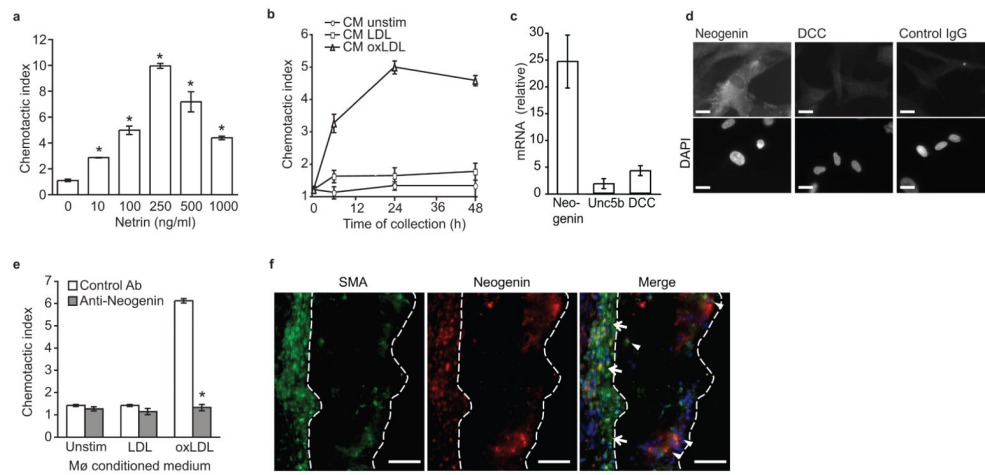 a
Chemotactic index
12
10
8
6
4
2
0
* * * * *
0 10 100 250 500 1000
Netrin (ng/ml)
b
CM unstim
CM LDL
CM oxLDL
Chemotactic index
6
5
4
3
2
1
0 12 24 36 48
Time of collection (h)
c
mRNA (relative)
30
25
20
15
10
5
0
Neo-
genin
Unc5b DCC
d
Neogenin DCC Control IgG
DAPI
e
Control Ab
Anti-Neogenin
Chemotactic index
7
6
5
4
3
2
1
0
*
Unstim LDL oxLDL
Mø conditioned medium
f
SMA Neogenin Merge